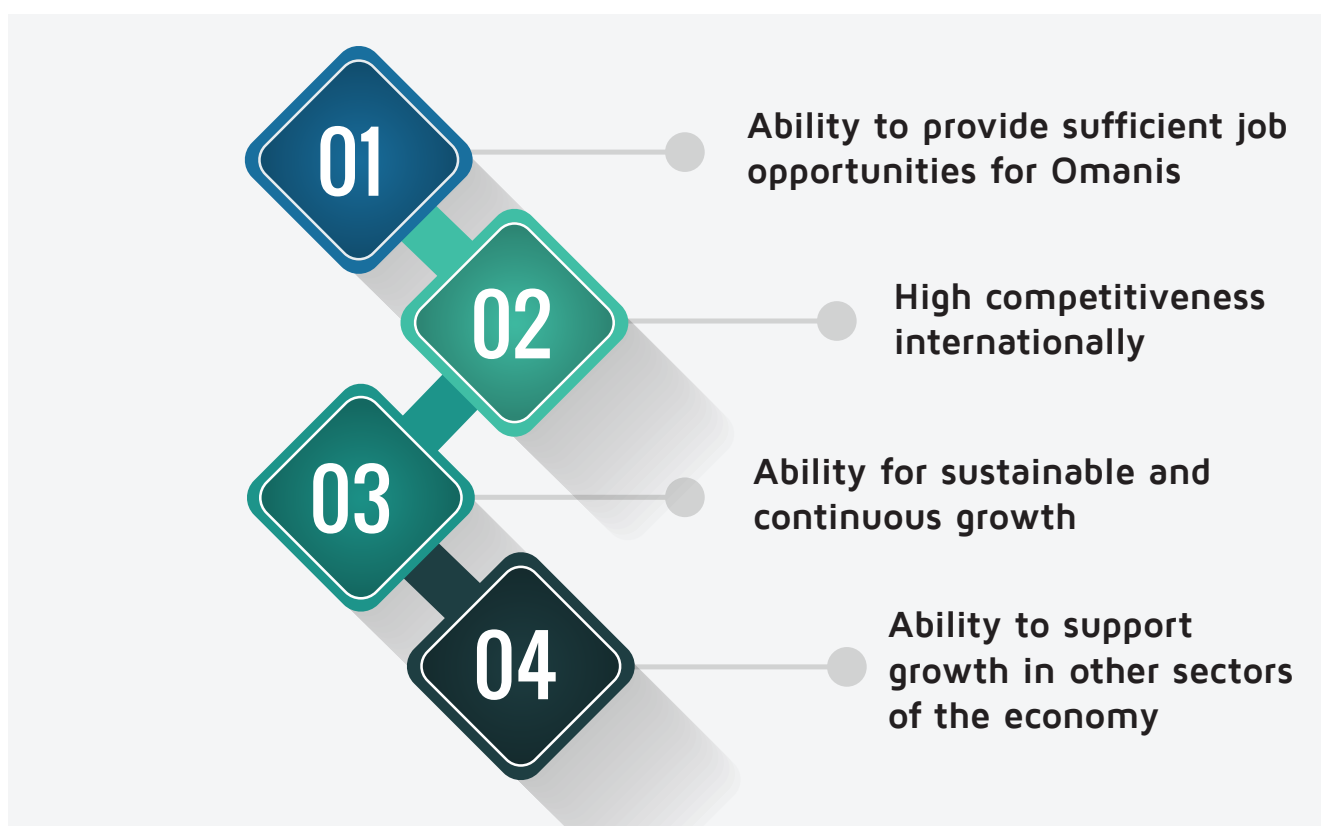 01
Ability to provide sufficient job
opportunities for Omanis
02
High competitiveness
internationally
03
Ability for sustainable and
continuous growth
04
Ability to support
growth in other sectors
of the economy